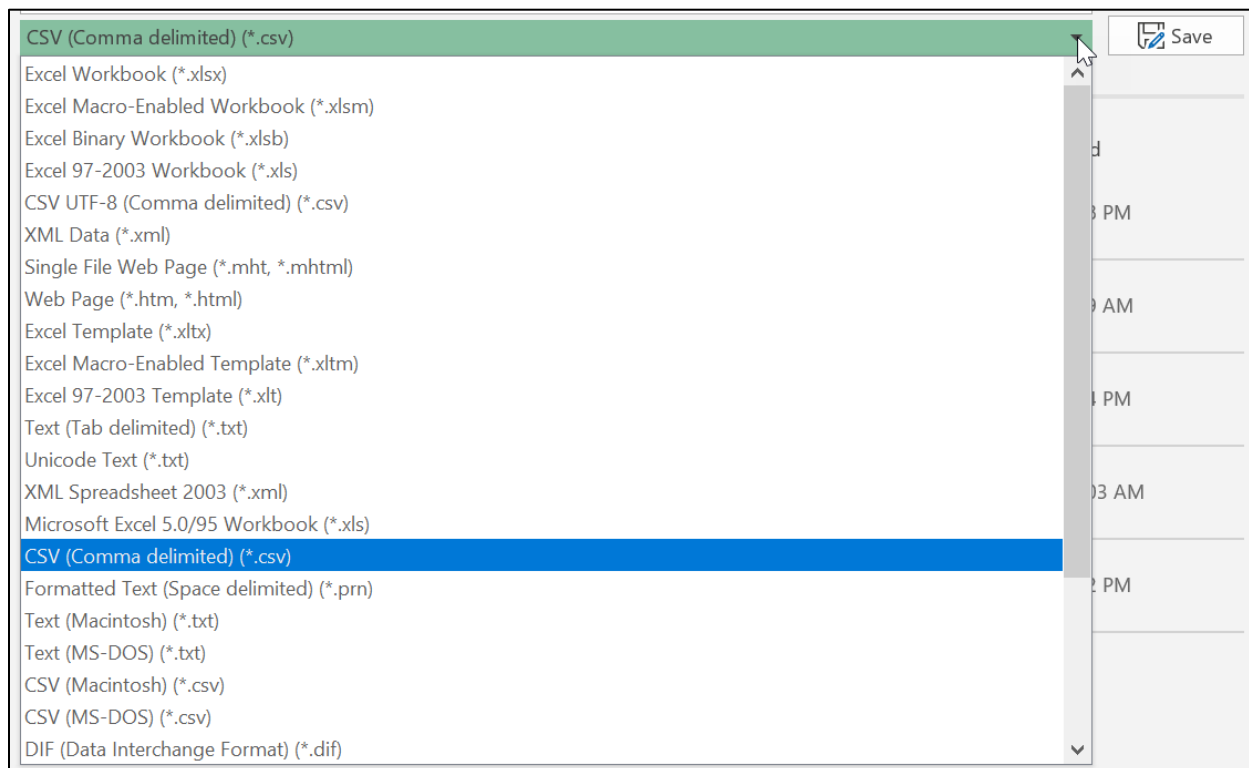 CSV (Comma delimited) (*.csv)
Save
Excel Workbook (*.xlsx)
Excel Macro-Enabled Workbook (*.xlsm)
Excel Binary Workbook (*.xlsb)
Excel 97-2003 Workbook (*.xls)
CSV UTF-8 (Comma delimited) (*.csv)
XML Data (*.xml)
Single File Web Page (*.mht, *.mhtml)
Web Page (*.htm, *.html)
Excel Template (*.xltx)
Excel Macro-Enabled Template (*.xltm)
Excel 97-2003 Template (*.xlt)
Text (Tab delimited) (*.txt)
Unicode Text (*.txt)
XML Spreadsheet 2003 (*.xml)
Microsoft Excel 5.0/95 Workbook (*.xls)
CSV (Comma delimited) (*.csv)
Formatted Text (Space delimited) (*.prn)
Text (Macintosh) (*.txt)
Text (MS-DOS) (*.txt)
CSV (Macintosh) (*.csv)
CSV (MS-DOS) (*.csv)
DIF (Data Interchange Format) (*.dif)
PM
AM
PM
AM
PM